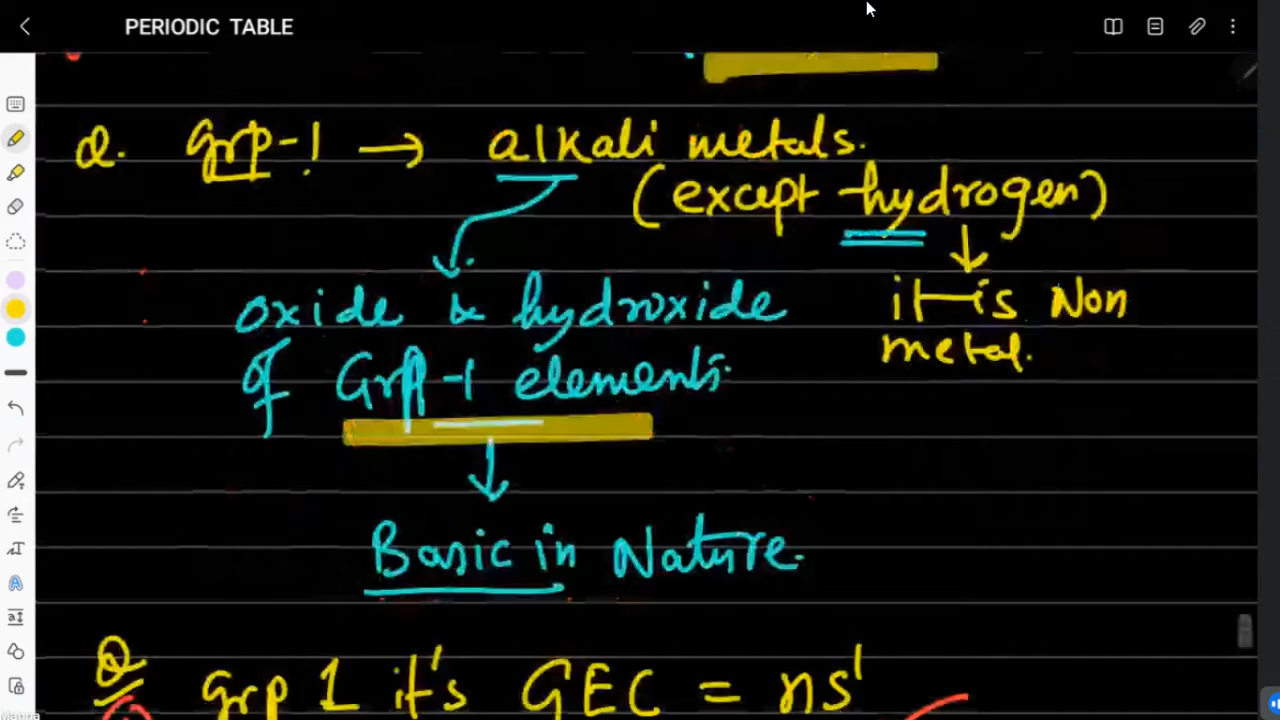 PERIODIC TABLE
Q. grp-1 → alkali metals.
(except hydrogen)
oxide & hydroxide
it is Non
metal.
of Grp-1 elements.
Basic in Nature.
Q grp 1 it's GEC = ns¹
Manna